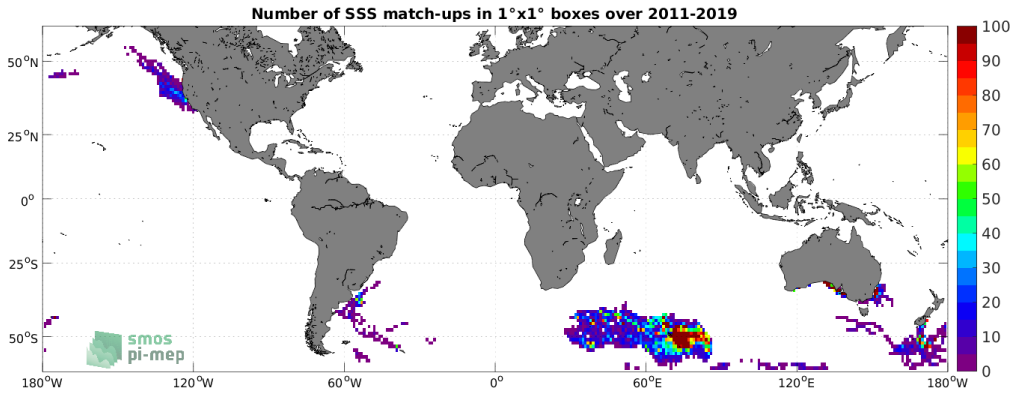 Number of SSS match-ups in 1°x1° boxes over 2011-2019
50°N
25°N
0°
25°S
50°S
180°W
120°W
60°W
0°
60°E
120°E
180°W
100
90
80
70
60
50
40
30
20
10
0
smos
pi-mep